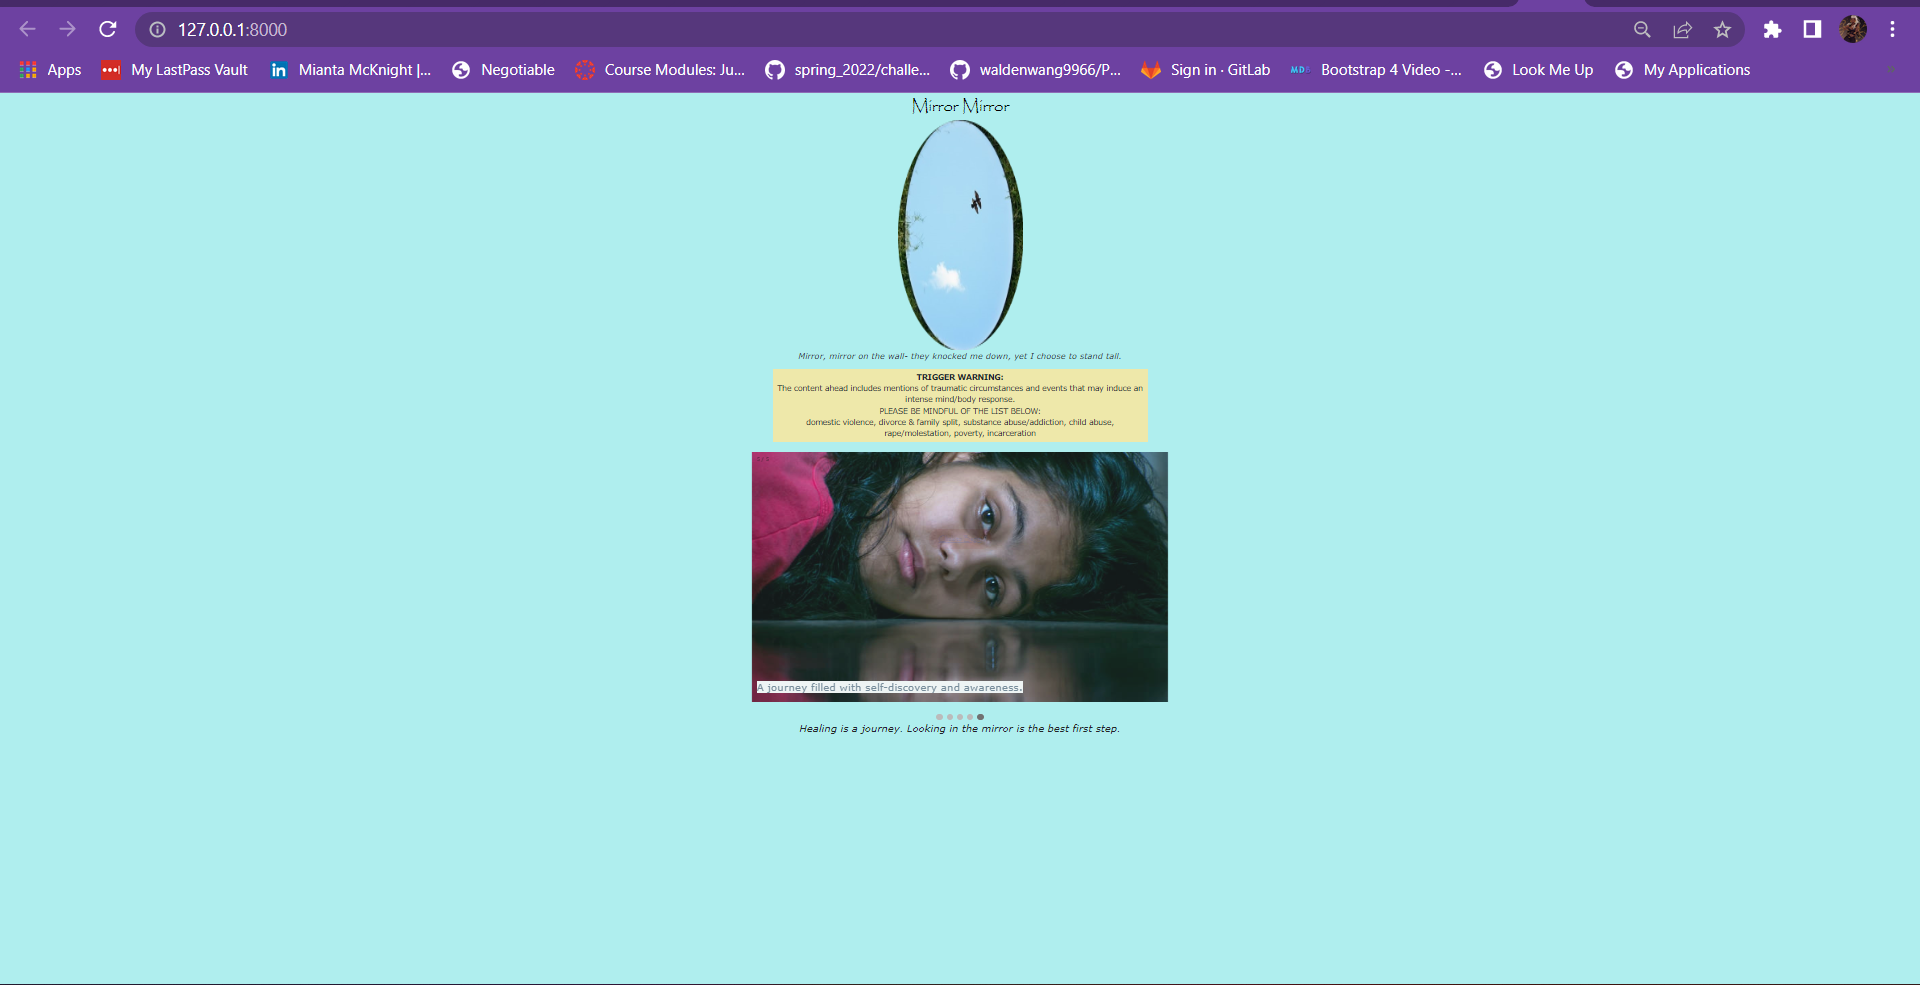 127.0.0.1:8000
Apps
My LastPass Vault
Mianta McKnight |...
Negotiable
Course Modules: Ju...
spring_2022/challe...
waldenwang9966/P...
Sign in · GitLab
Bootstrap 4 Video -...
Look Me Up
My Applications
Mirror Mirror
Mirror, mirror on the wall- they knocked me down, yet I choose to stand tall.
TRIGGER WARNING:
The content ahead includes mentions of traumatic circumstances and events that may induce an
intense mind/body response.
PLEASE BE MINDFUL OF THE LIST BELOW:
domestic violence, divorce & family split, substance abuse/addiction, child abuse,
rape/molestation, poverty, incarceration
A journey filled with self-discovery and awareness.
Healing is a journey. Looking in the mirror is the best first step.